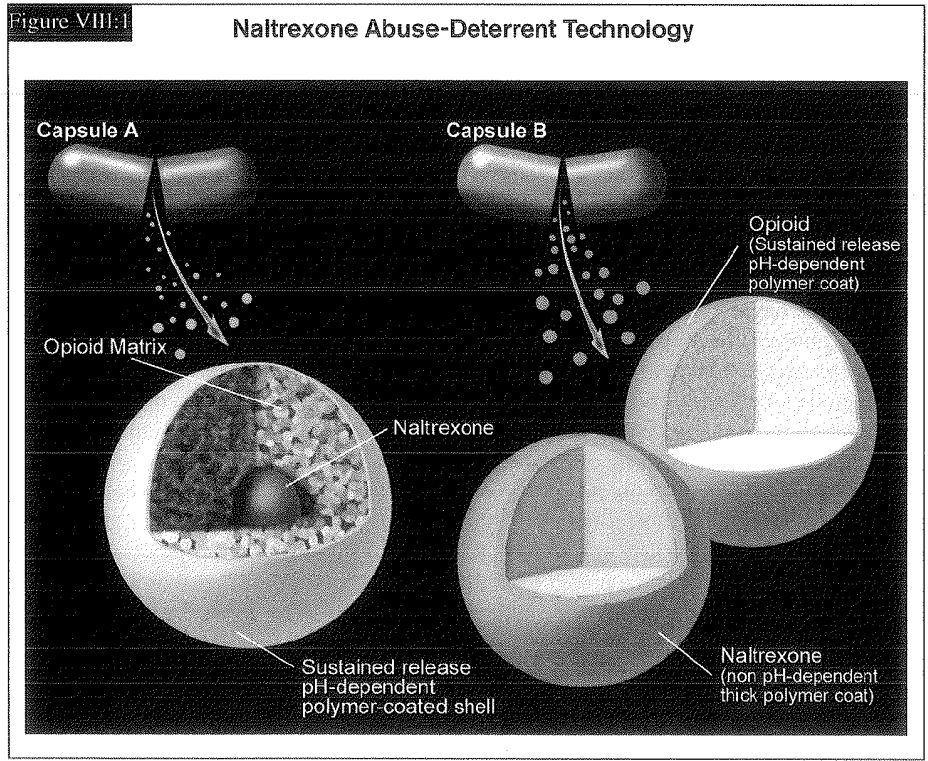 Figure VIII:1
Naltrexone Abuse-Deterrent Technology
Capsule A
Capsule B
Opioid
(Sustained release
pH-dependent
polymer coat)
Opioid Matrix
Naltrexone
Sustained release
pH-dependent
polymer-coated shell
Naltrexone
(non pH-dependent
thick polymer coat)